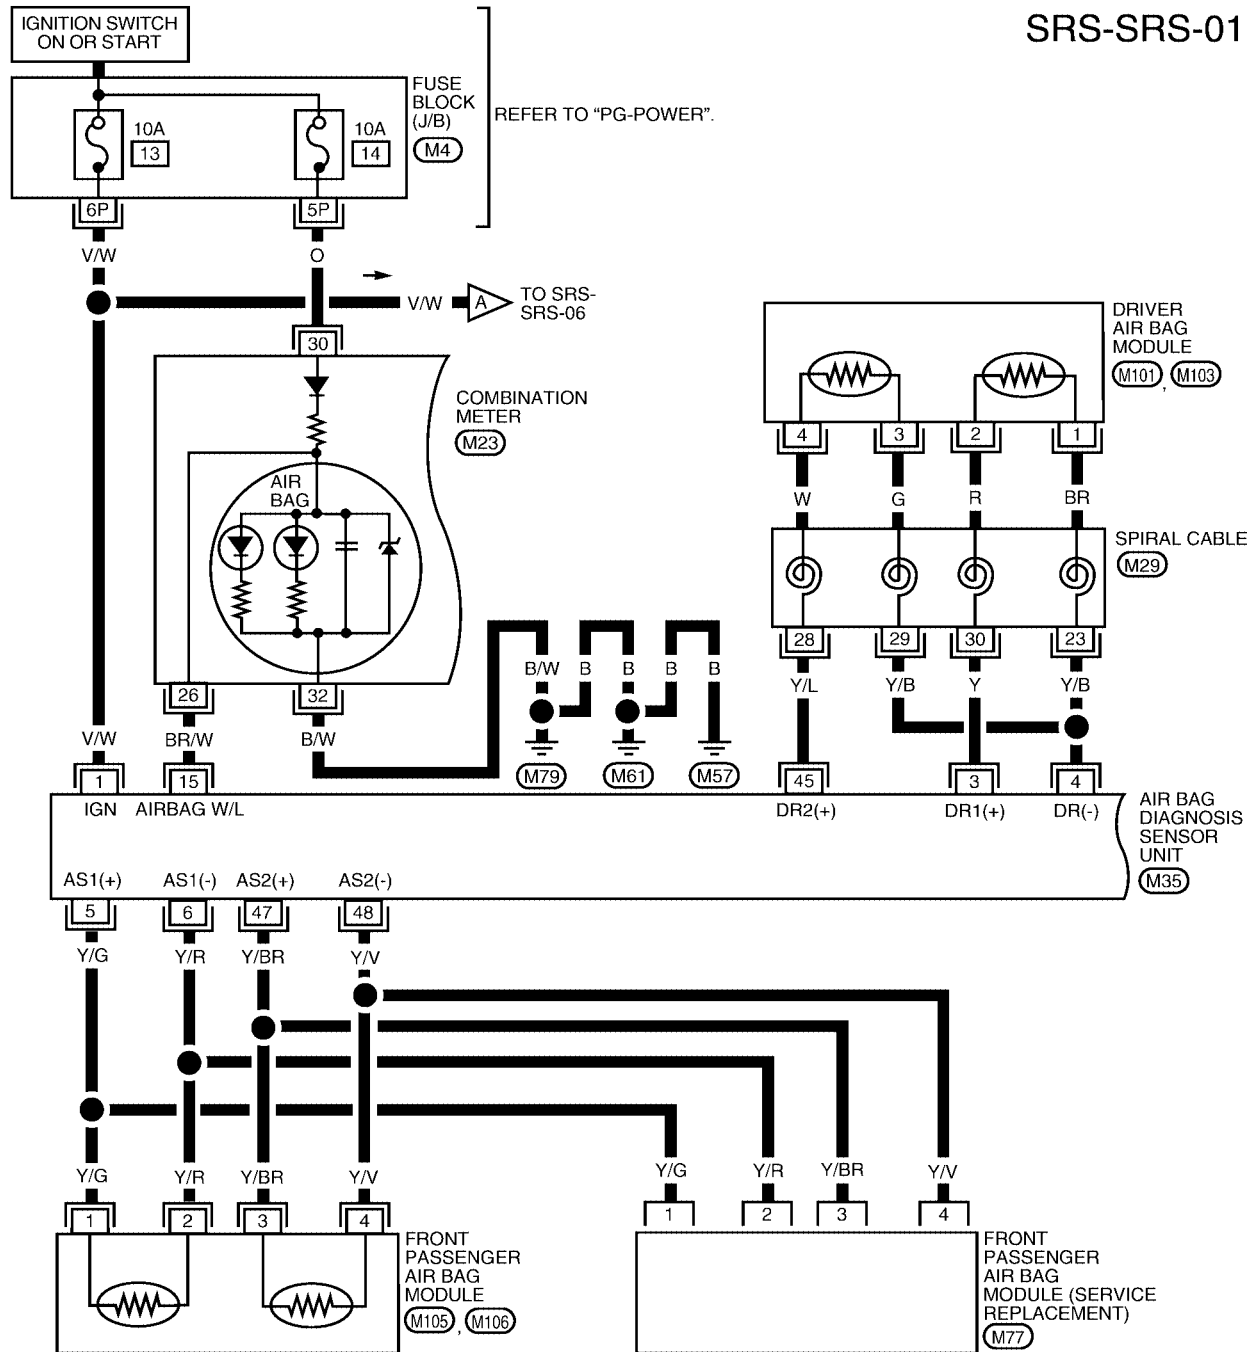 SRS-SRS-01
IGNITION SWITCH
ON OR START
FUSE
BLOCK
(J/B)
M4
REFER TO “PG-POWER”.
10A
13
10A
14
6P
5P
V/W
O
V/W
A
TO SRS-
SRS-06
30
COMBINATION
METER
M23
AIR
BAG
DRIVER
AIR BAG
MODULE
M101 , M103
4 3 2 1
W G R BR
SPIRAL CABLE
M29
28 29 30 23
Y/L Y/B Y Y/B
26 32
V/W BR/W B/W
B/W B B B B
M79 M61 M57
1 15 45 3 4
IGN AIRBAG W/L DR2(+) DR1(+) DR(-)
AIR BAG
DIAGNOSIS
SENSOR
UNIT
M35
AS1(+) AS1(-) AS2(+) AS2(-)
5 6 47 48
Y/G Y/R Y/BR Y/V
Y/G Y/R Y/BR Y/V
1 2 3 4
FRONT
PASSENGER
AIR BAG
MODULE
M105 , M106
Y/G Y/R Y/BR Y/V
1 2 3 4
FRONT
PASSENGER
AIR BAG
MODULE (SERVICE
REPLACEMENT)
M77